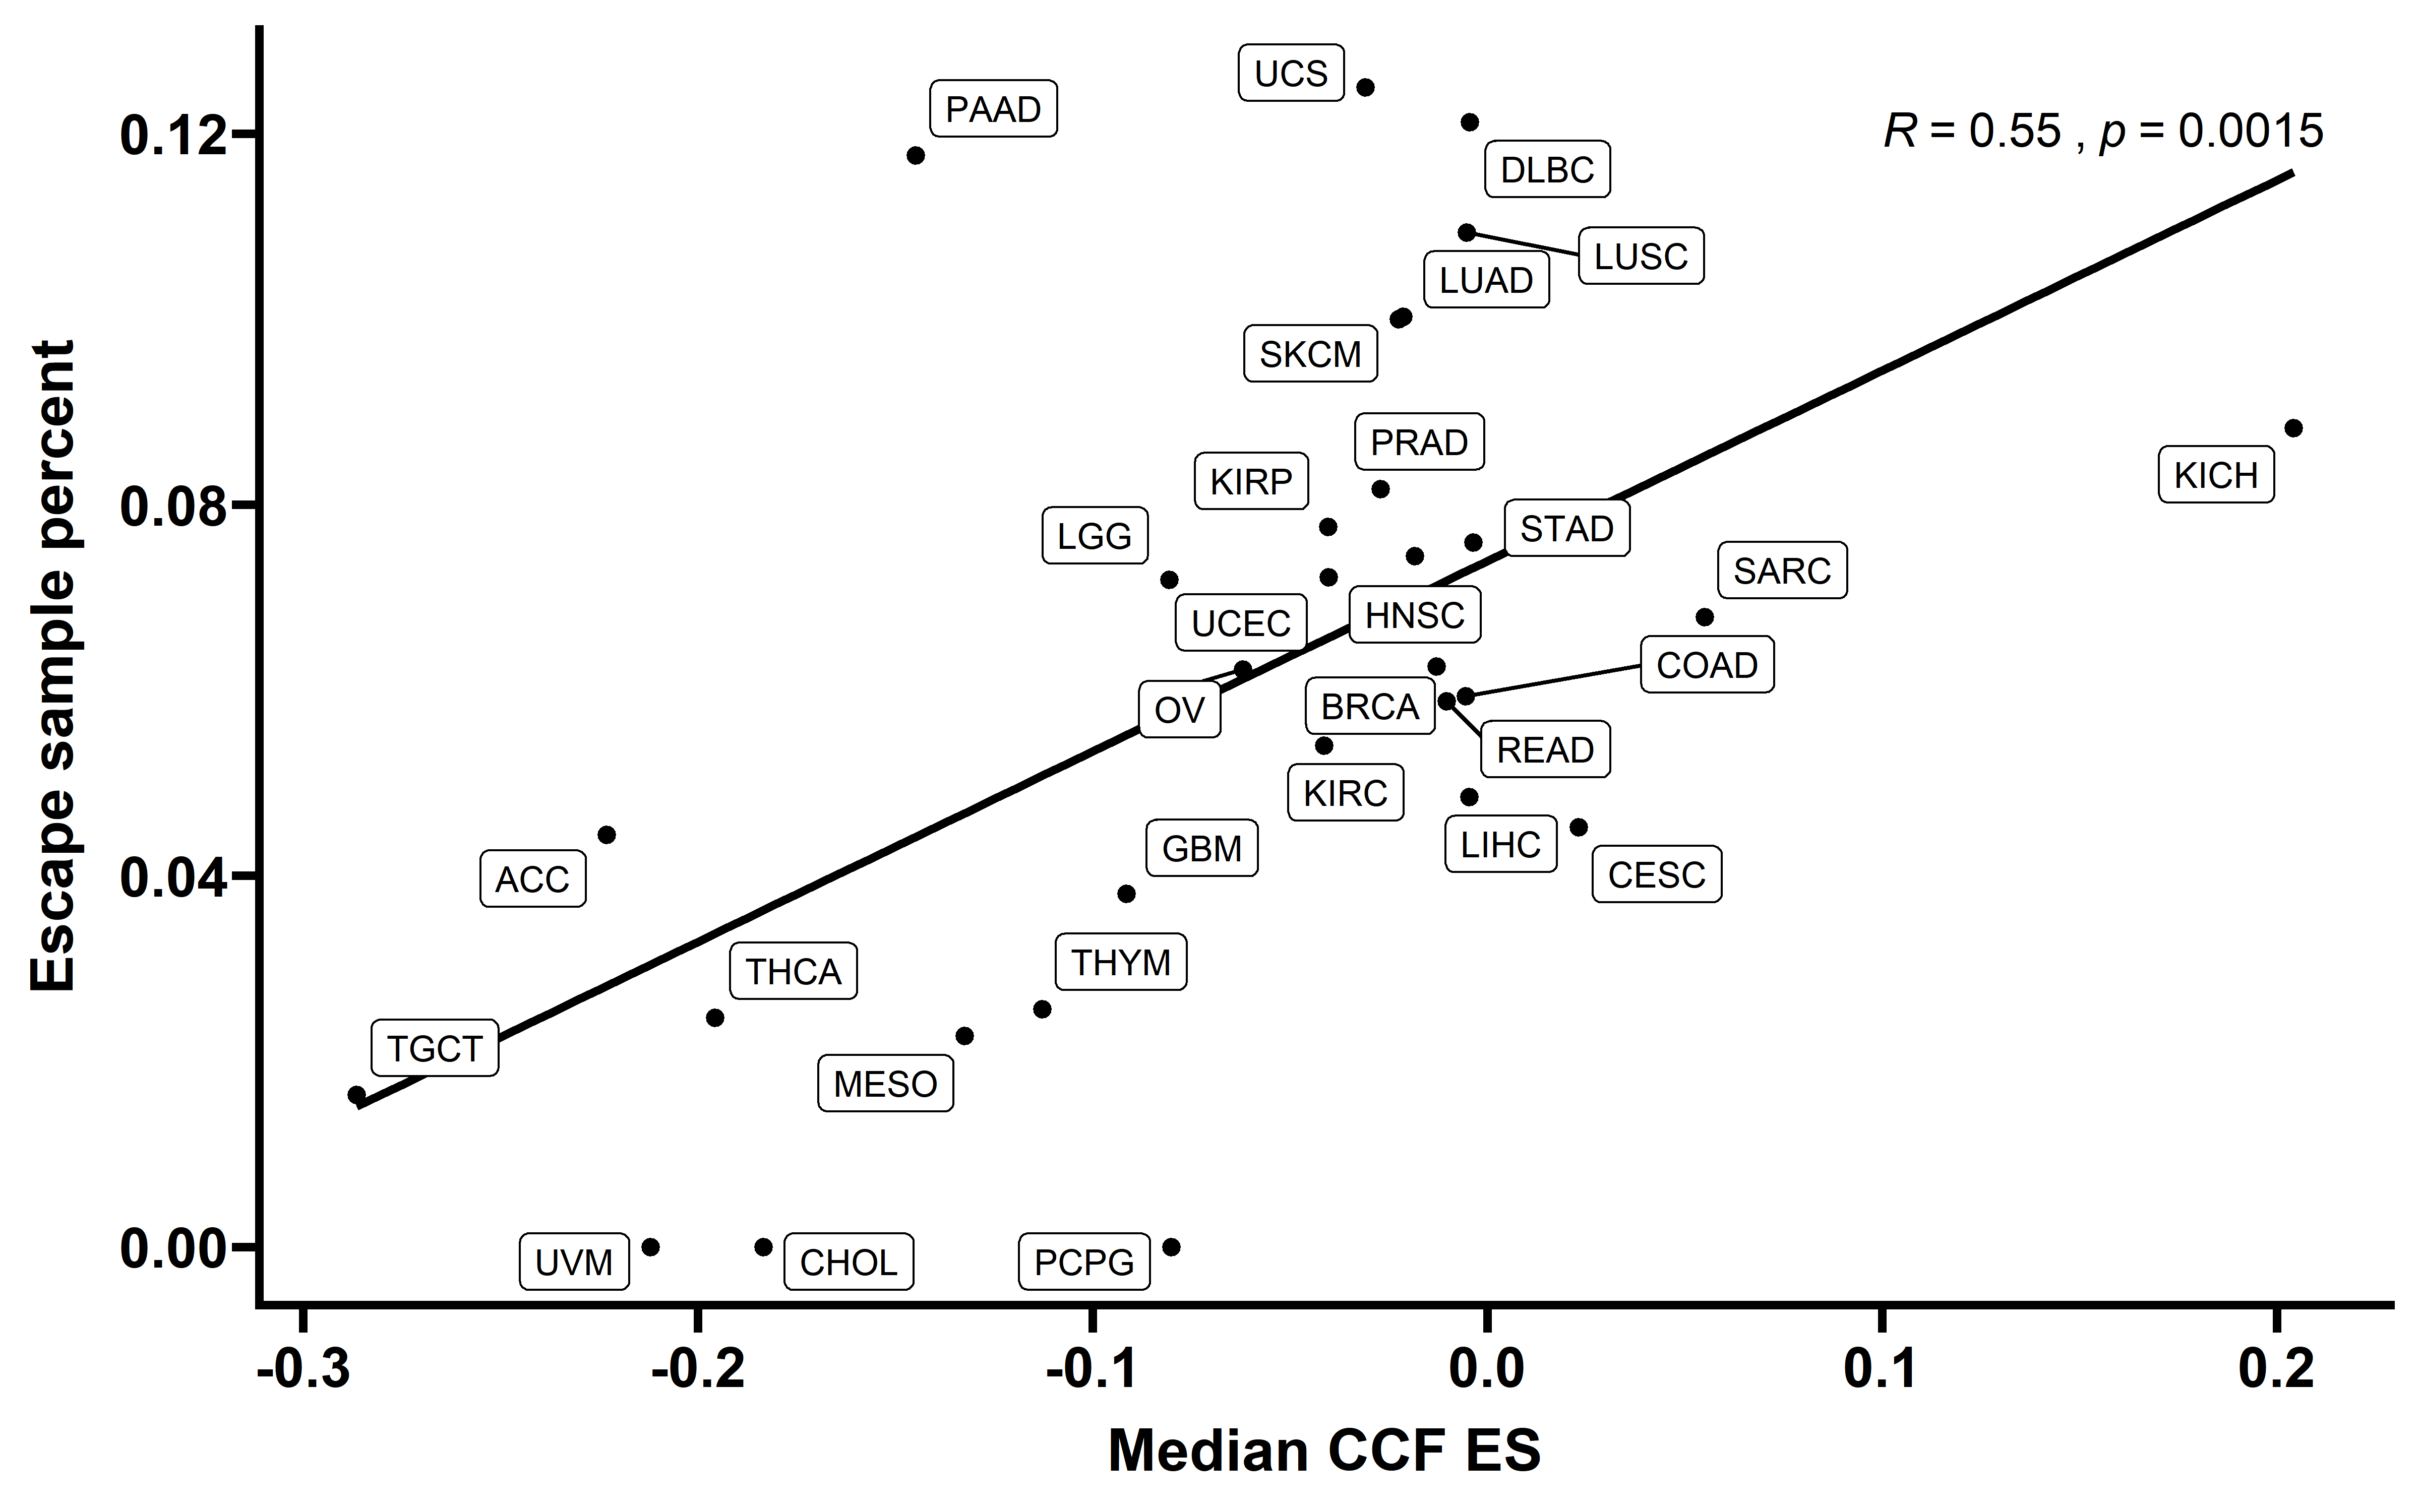 UCS
PAAD
0.12
R = 0.55 , p = 0.0015
DLBC
LUSC
LUAD
SKCM
PRAD
KICH
KIRP
0.08
STAD
LGG
SARC
HNSC
UCEC
COAD
BRCA
OV
READ
KIRC
LIHC
GBM
CESC
ACC
0.04
THYM
THCA
TGCT
MESO
0.00
UVM
CHOL
PCPG
Escape sample percent
-0.3 -0.2 -0.1 0.0 0.1 0.2
Median CCF ES